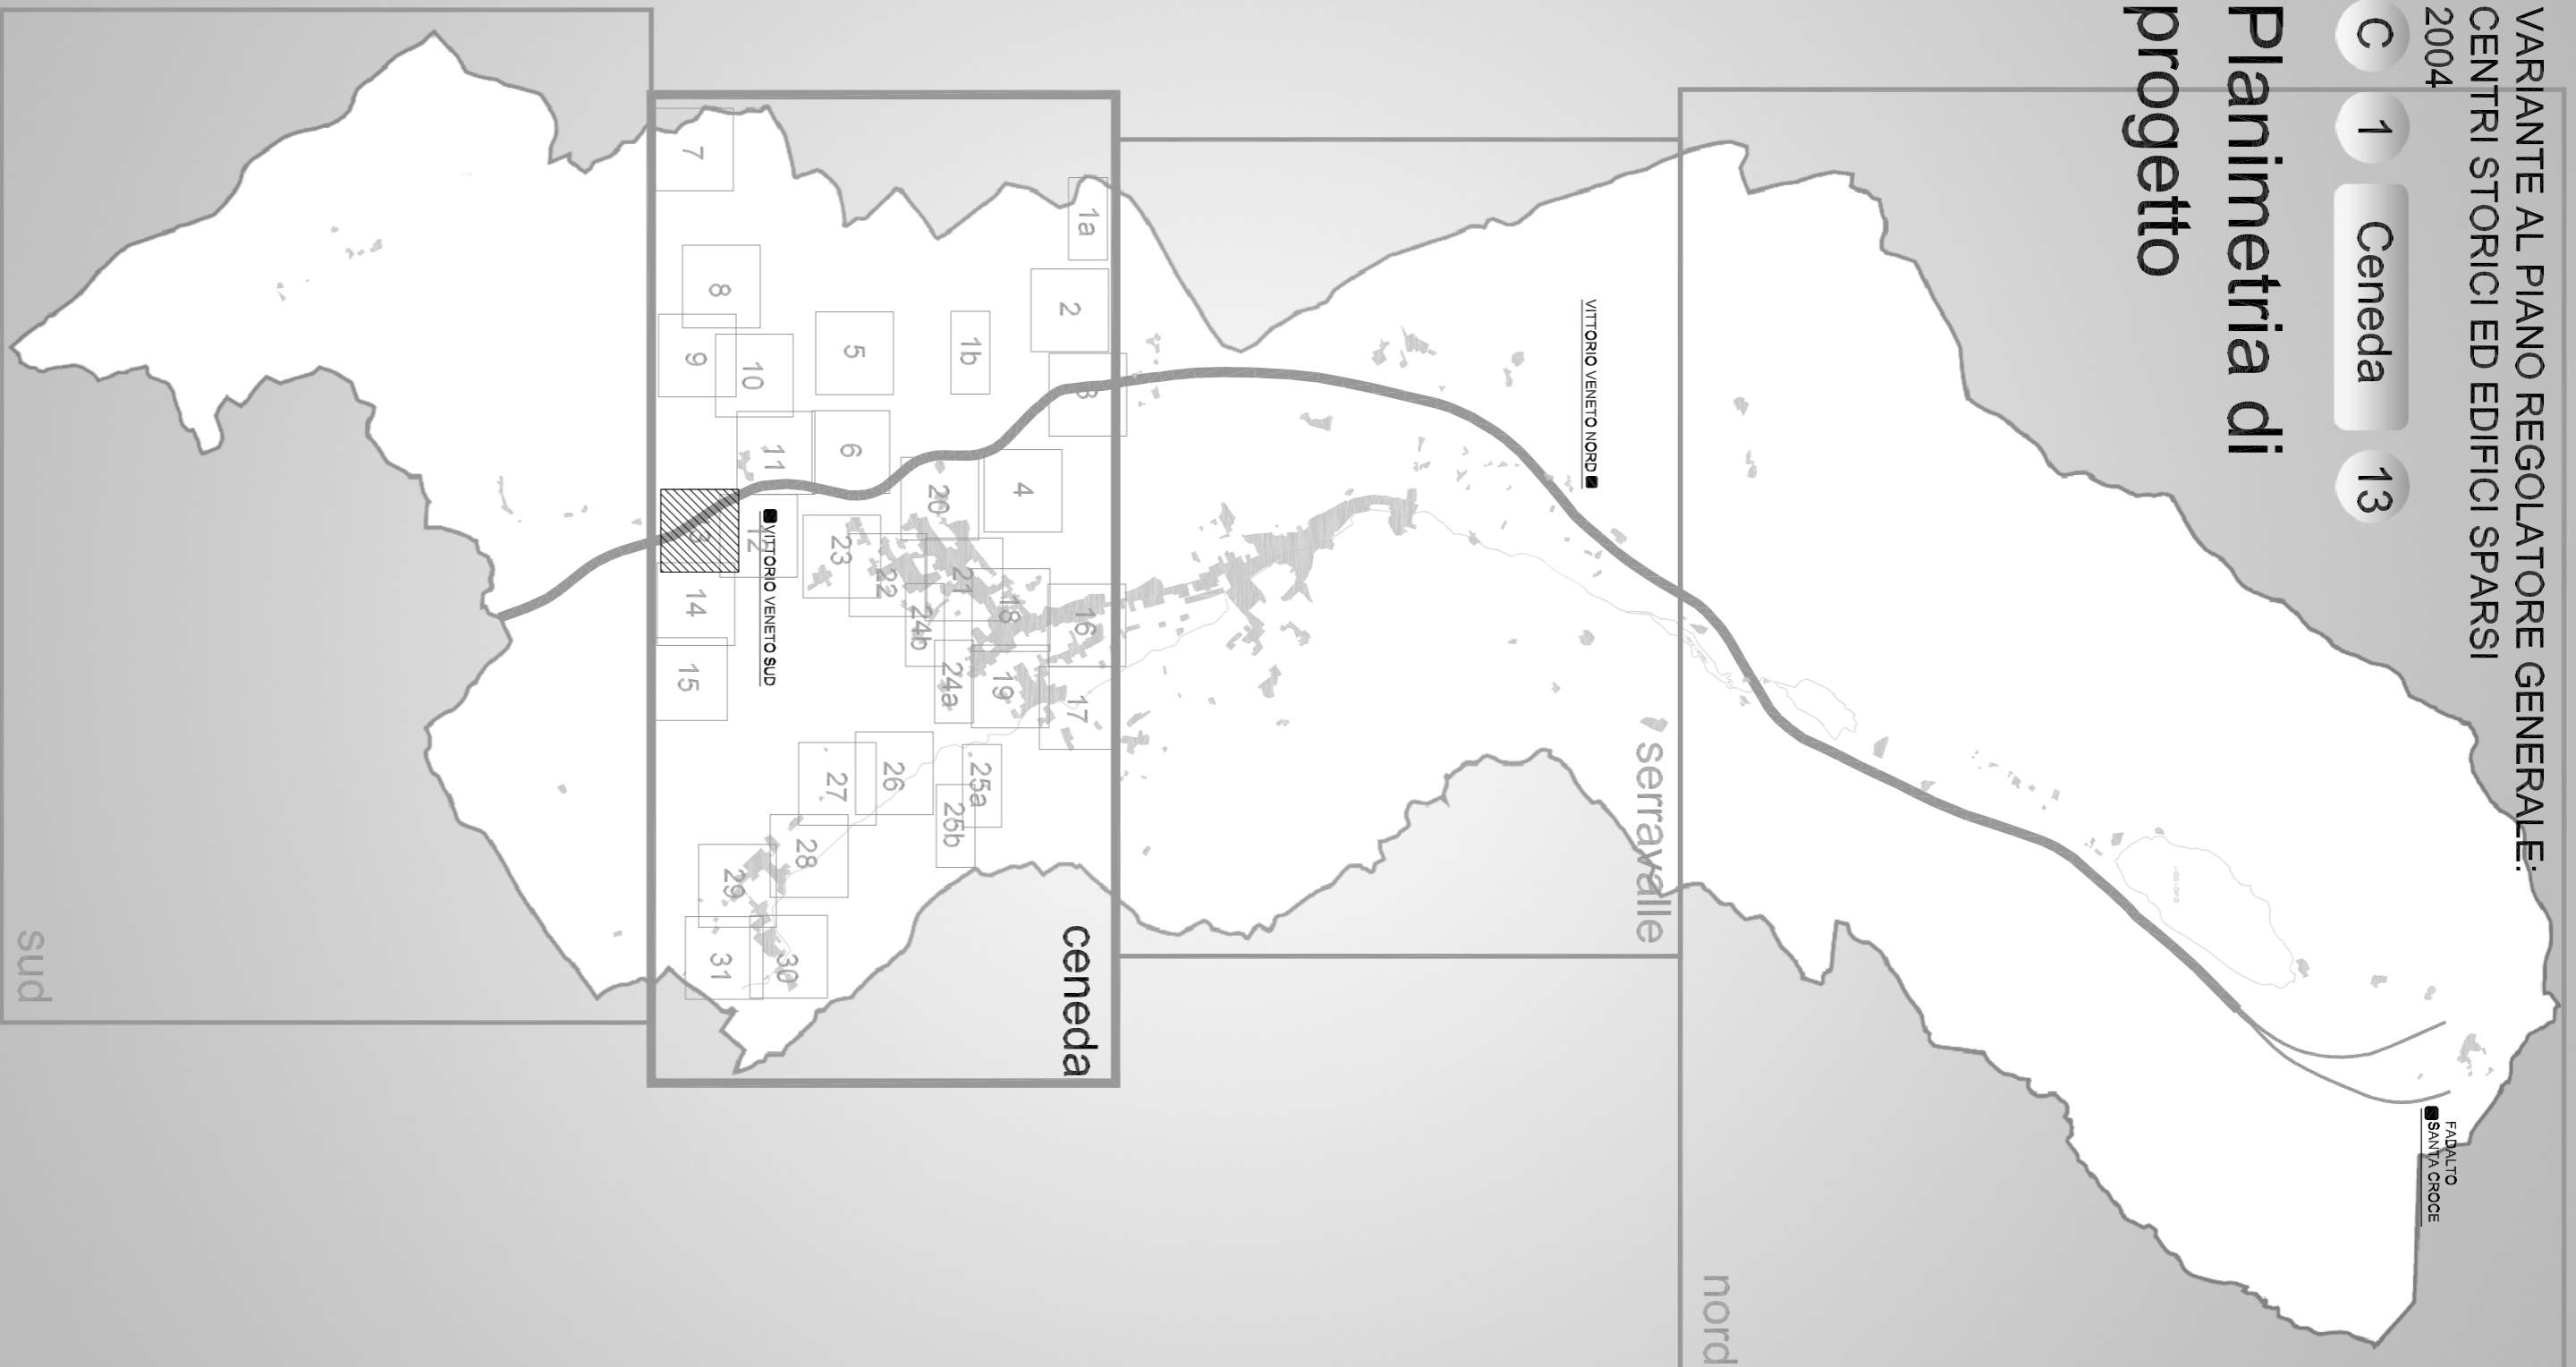 VARIANTE AL PIANO REGOLATORE GENERALE:
CENTRI STORICI ED EDIFICI SPARSI
2004
C 1 Ceneda 13
Planimetria di
progetto
nord
FADALTO
SANTA CROCE
serravalle
VITTORIO VENETO NORD
ceneda
1a
2
3
1b
4
5
6
7
8
9
10
11
12
13
14
15
16
17
18
19
20
21
22
23
24a
24b
25a
25b
26
27
28
29
30
31
VITTORIO VENETO SUD
sud